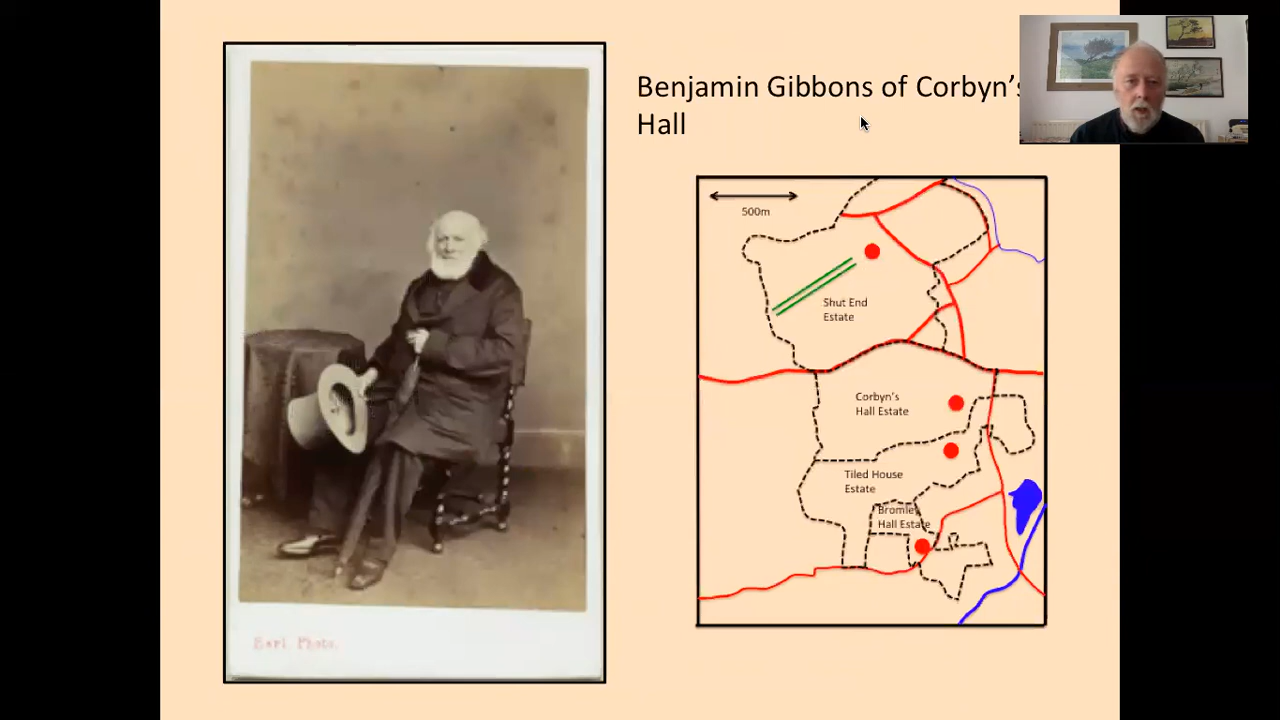 Benjamin Gibbons of Corbyn's
Hall
500m
Shut End
Estate
Corbyn's
Hall Estate
Tiled House
Estate
Bromley
Hall Estate
Earl Photo.